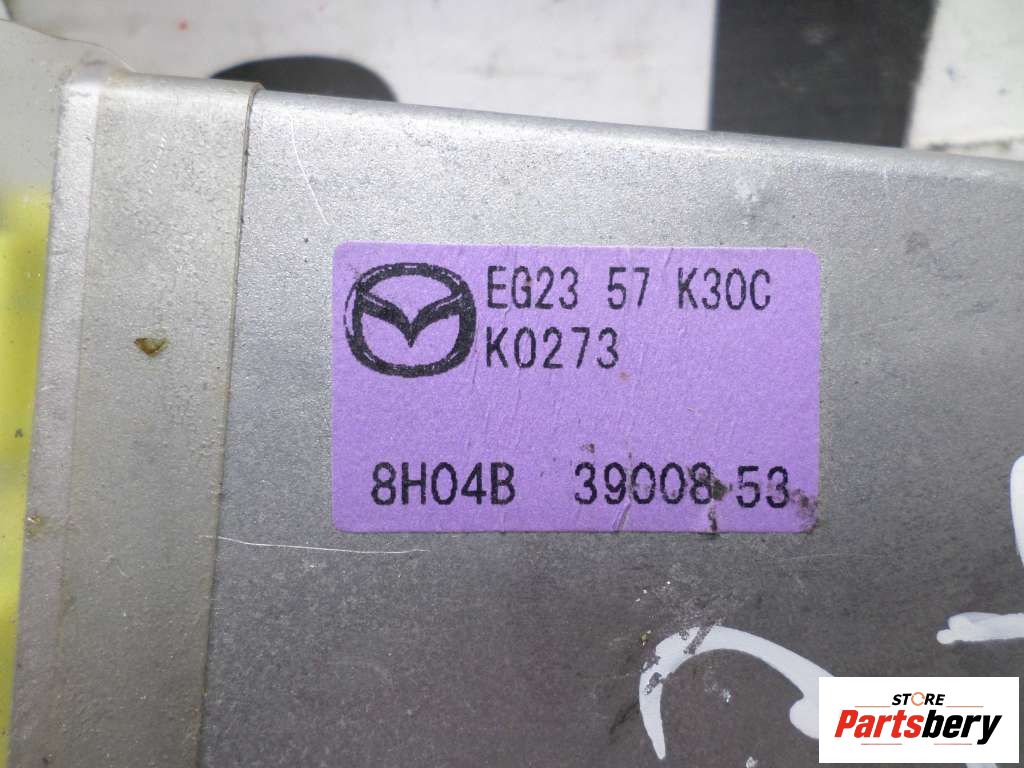 EG23 57 K30C
K0273
8H04B 39008 53
STORE
Partsbery